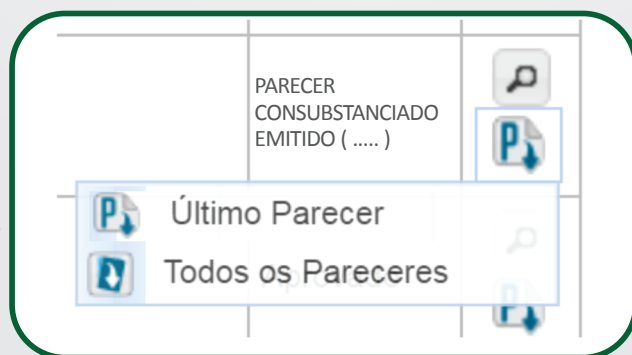 PARECER
CONSUBSTANCIADO
EMITIDO ( ..... )
P
P Último Parecer
Todos os Pareceres
P